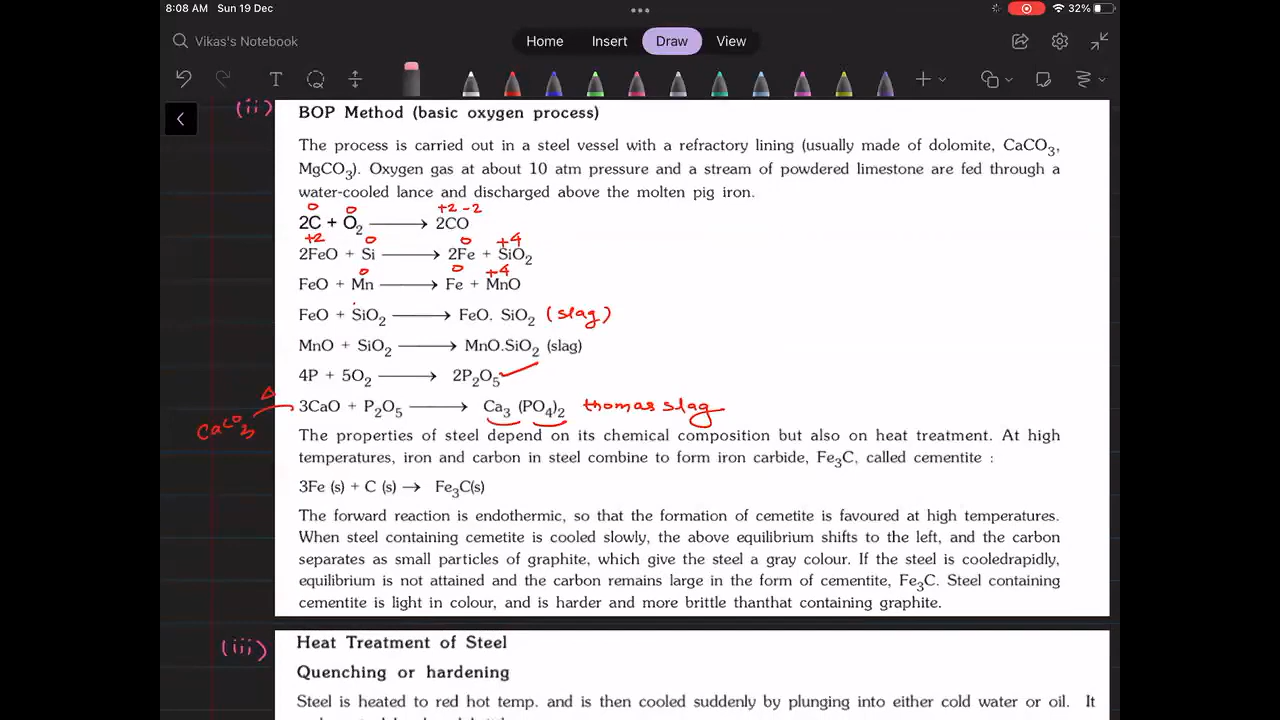 8:08 AM Sun 19 Dec
32%
Vikas's Notebook
Home Insert Draw View
(ii) BOP Method (basic oxygen process)
The process is carried out in a steel vessel with a refractory lining (usually made of dolomite, CaCO₃,
MgCO₃). Oxygen gas at about 10 atm pressure and a stream of powdered limestone are fed through a
water-cooled lance and discharged above the molten pig iron.
0 0 +2 -2
2C + O₂ ⟶ 2CO
+2 0 0 +4
2FeO + Si ⟶ 2Fe + SiO₂
0 0 +4
FeO + Mn ⟶ Fe + MnO
FeO + SiO₂ ⟶ FeO. SiO₂ (slag)
MnO + SiO₂ ⟶ MnO.SiO₂ (slag)
4P + 5O₂ ⟶ 2P₂O₅
Δ
3CaO + P₂O₅ ⟶ Ca₃ (PO₄)₂ thomas slag
CaCO₃
The properties of steel depend on its chemical composition but also on heat treatment. At high
temperatures, iron and carbon in steel combine to form iron carbide, Fe₃C, called cementite :
3Fe (s) + C (s) → Fe₃C(s)
The forward reaction is endothermic, so that the formation of cemetite is favoured at high temperatures.
When steel containing cemetite is cooled slowly, the above equilibrium shifts to the left, and the carbon
separates as small particles of graphite, which give the steel a gray colour. If the steel is cooledrapidly,
equilibrium is not attained and the carbon remains large in the form of cementite, Fe₃C. Steel containing
cementite is light in colour, and is harder and more brittle thanthat containing graphite.
(iii) Heat Treatment of Steel
Quenching or hardening
Steel is heated to red hot temp. and is then cooled suddenly by plunging into either cold water or oil. It